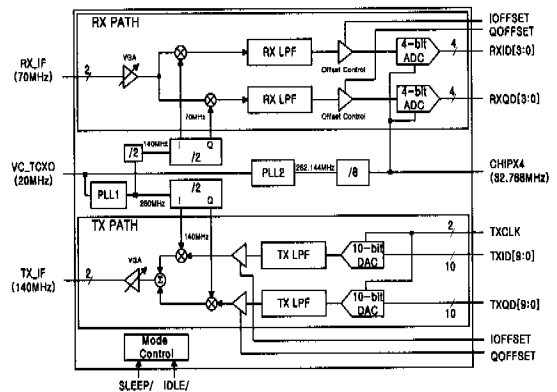 RX PATH
IOFFSET
QOFFSET
RX_IF
(70MHz)
2
VGA
RX LPF
Offset Control
4-bit
ADC
4
RXID[3:0]
RX LPF
Offset Control
4-bit
ADC
4
RXQD[3:0]
70MHz
140MHz
I
Q
/2
/2
VC_TCXO
(20MHz)
PLL1
280MHz
/2
I
Q
PLL2
262.144MHz
/8
CHIPX4
(32.768MHz)
TX PATH
140MHz
2
TXCLK
TX_IF
(140MHz)
2
VGA
Σ
TX LPF
10-bit
DAC
10
TXID[9:0]
TX LPF
10-bit
DAC
10
TXQD[9:0]
IOFFSET
QOFFSET
Mode
Control
SLEEP/
IDLE/